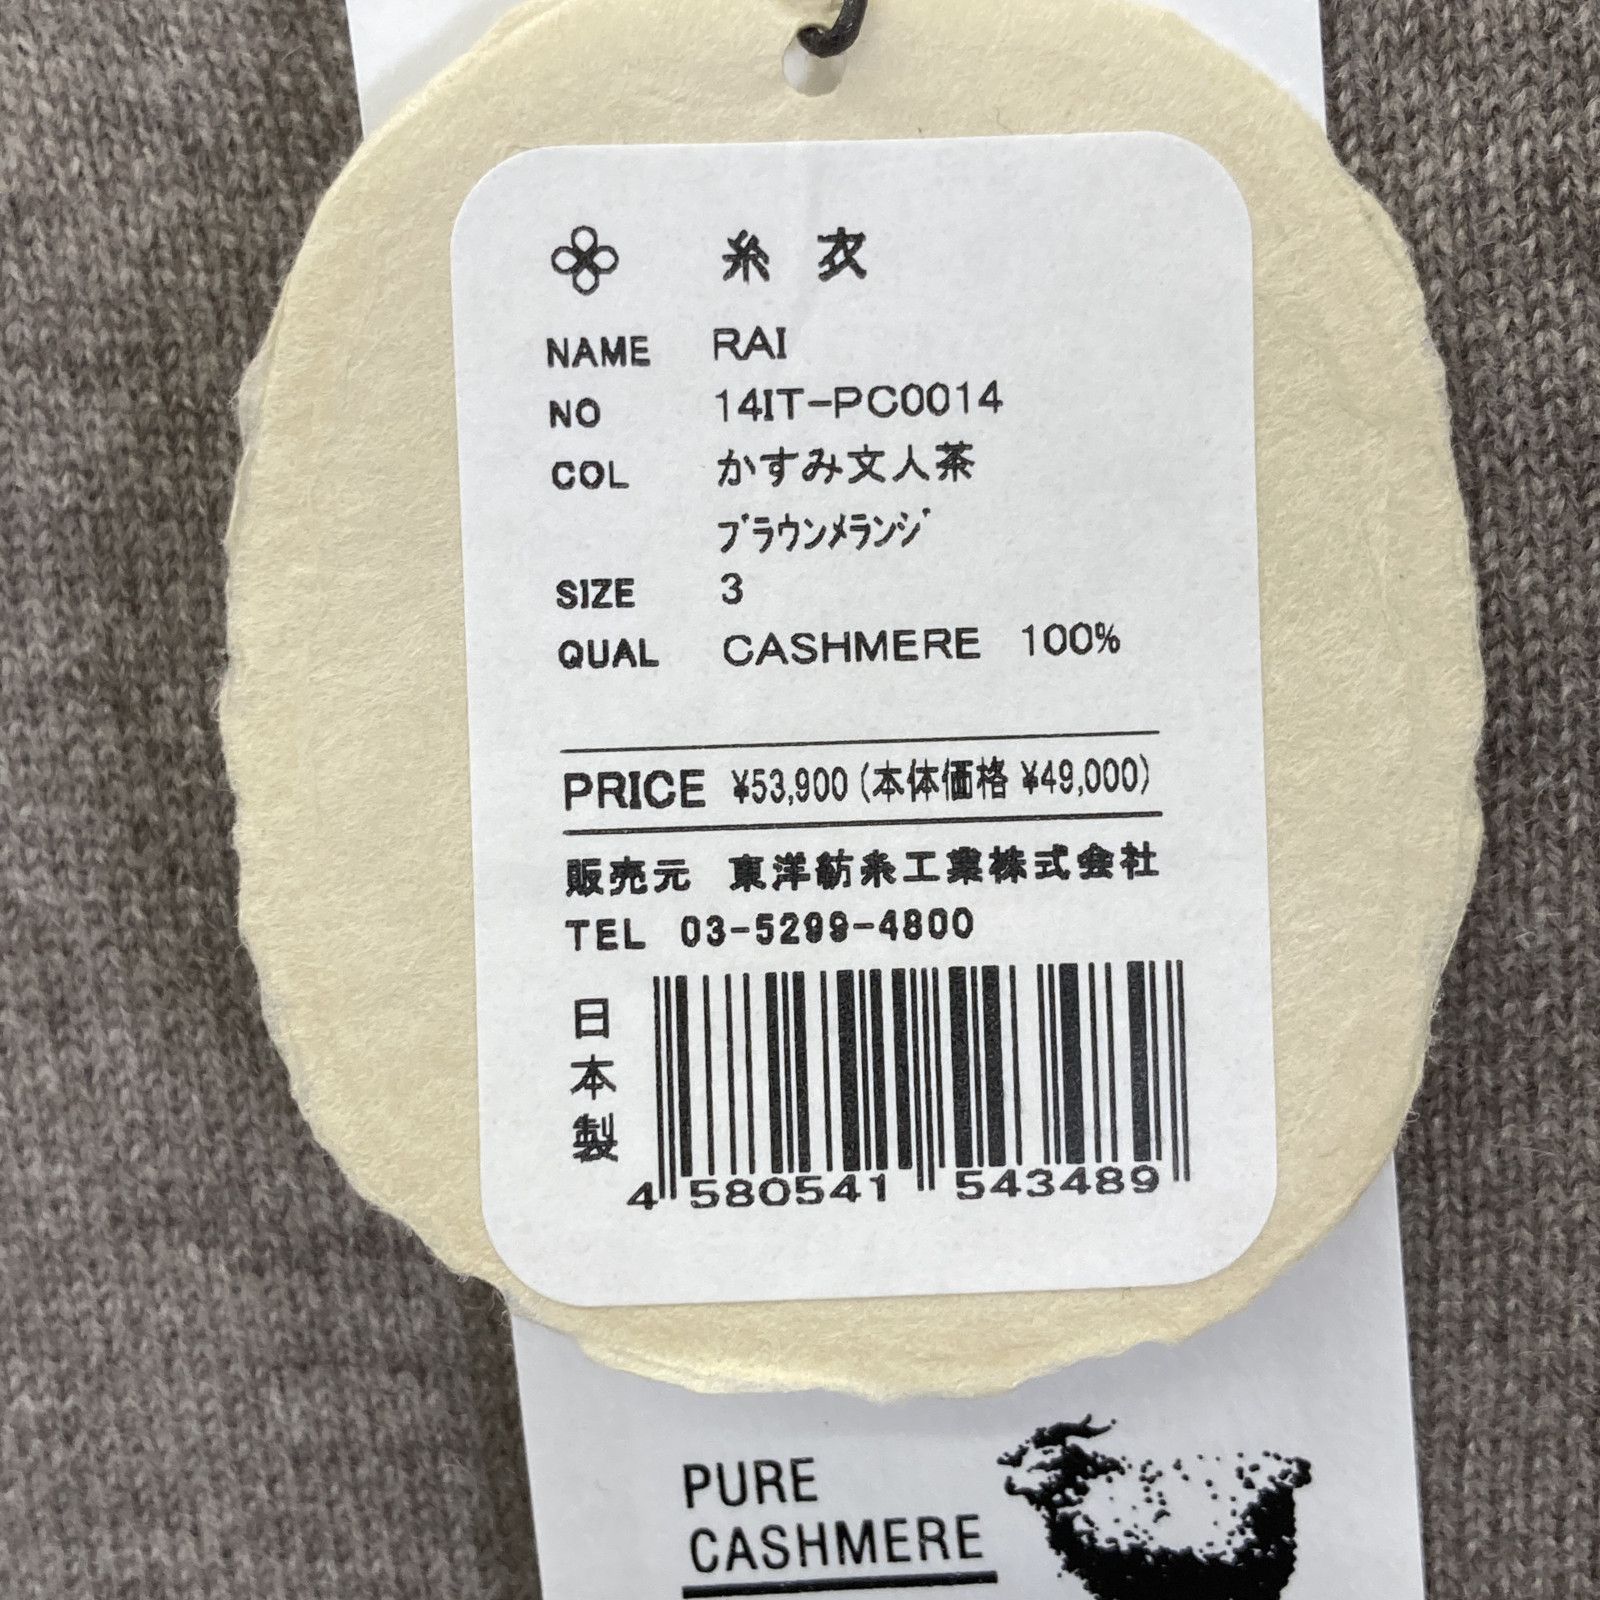 糸衣
NAME RAI
NO 14IT-PC0014
COL かすみ文人茶
ブラウンメランジ
SIZE 3
QUAL CASHMERE 100%
PRICE ¥53,900 (本体価格 ¥49,000)
販売元 東洋紡糸工業株式会社
TEL 03-5299-4800
日本製
4 580541 543489
PURE
CASHMERE